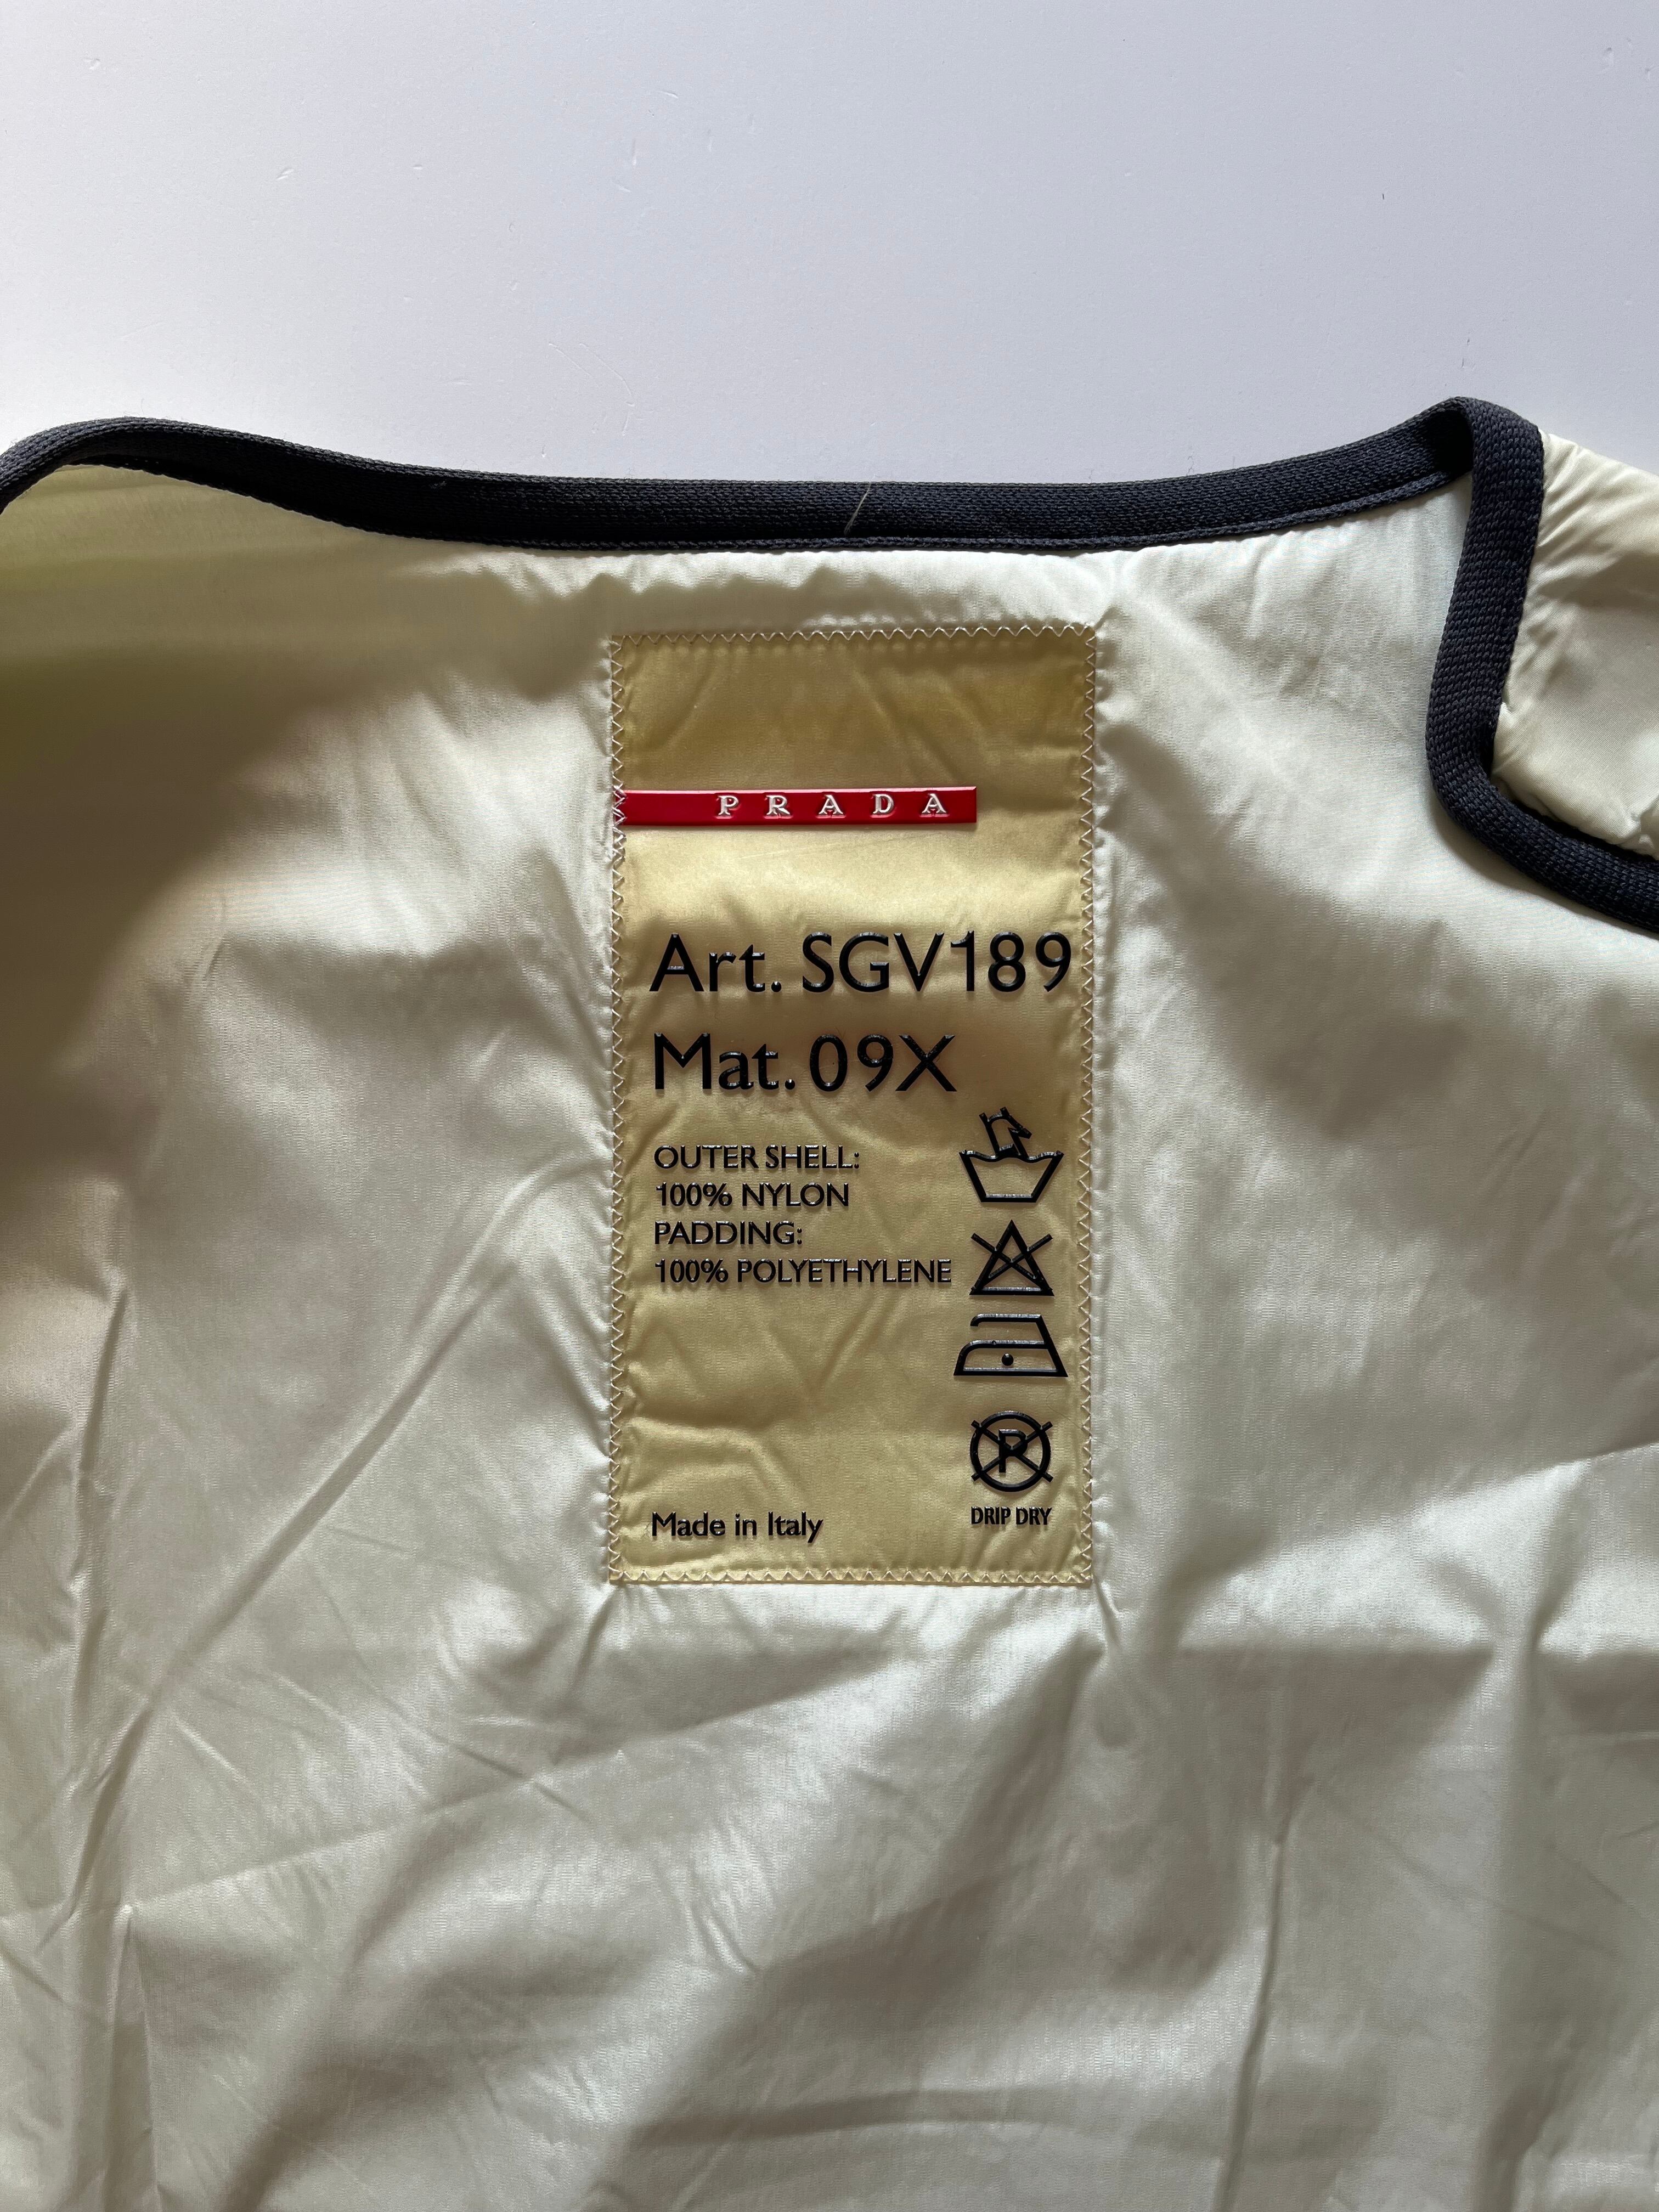 PRADA
Art. SGV189
Mat. 09X
OUTER SHELL:
100% NYLON
PADDING:
100% POLYETHYLENE
R
DRIP DRY
Made in Italy